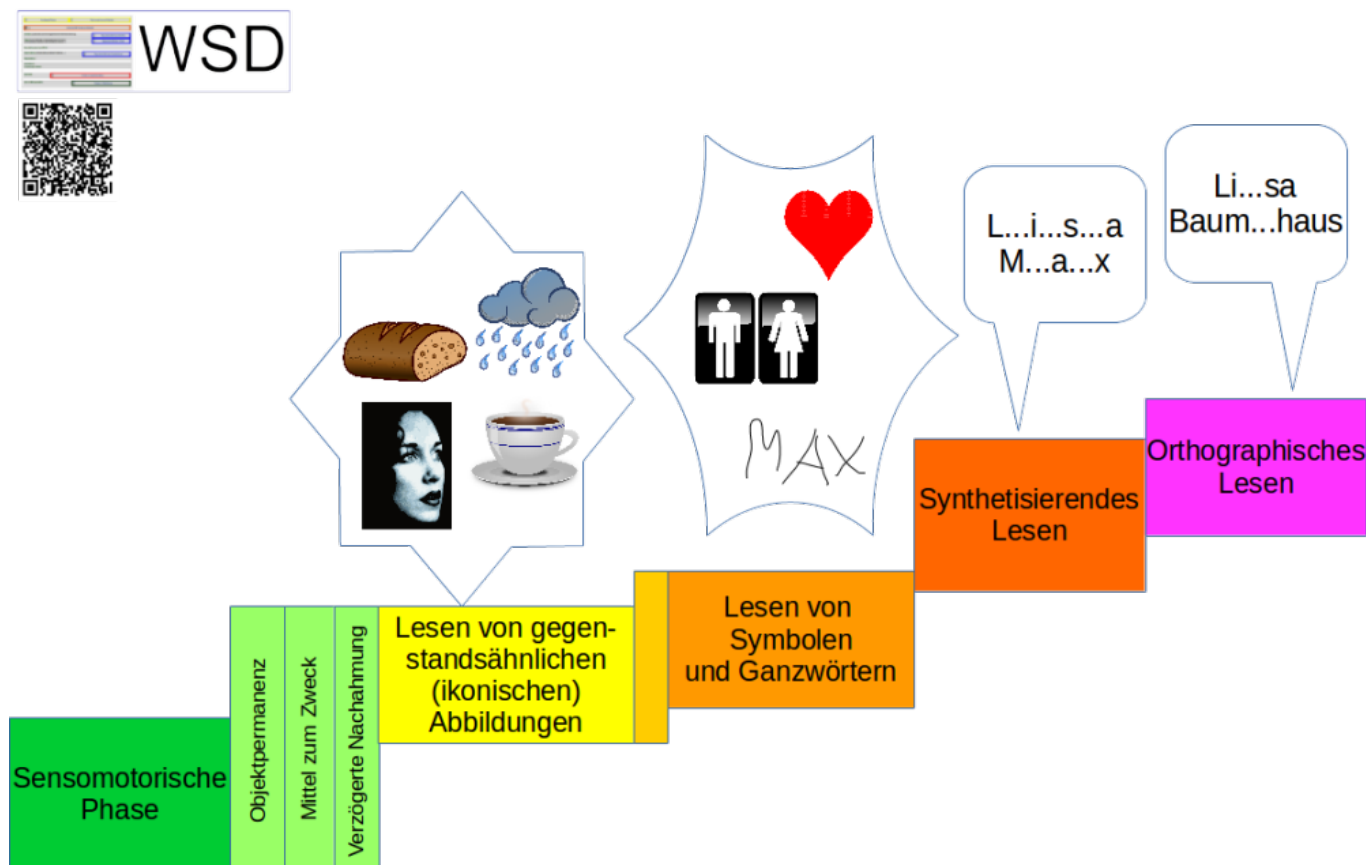 WSD
L...i...s...a
M...a...x
Li...sa
Baum...haus
MAX
Orthographisches
Lesen
Synthetisierendes
Lesen
Lesen von
Symbolen
und Ganzwörtern
Lesen von gegen-
standsähnlichen
(ikonischen)
Abbildungen
Objektpermanenz
Mittel zum Zweck
Verzögerte Nachahmung
Sensomotorische
Phase